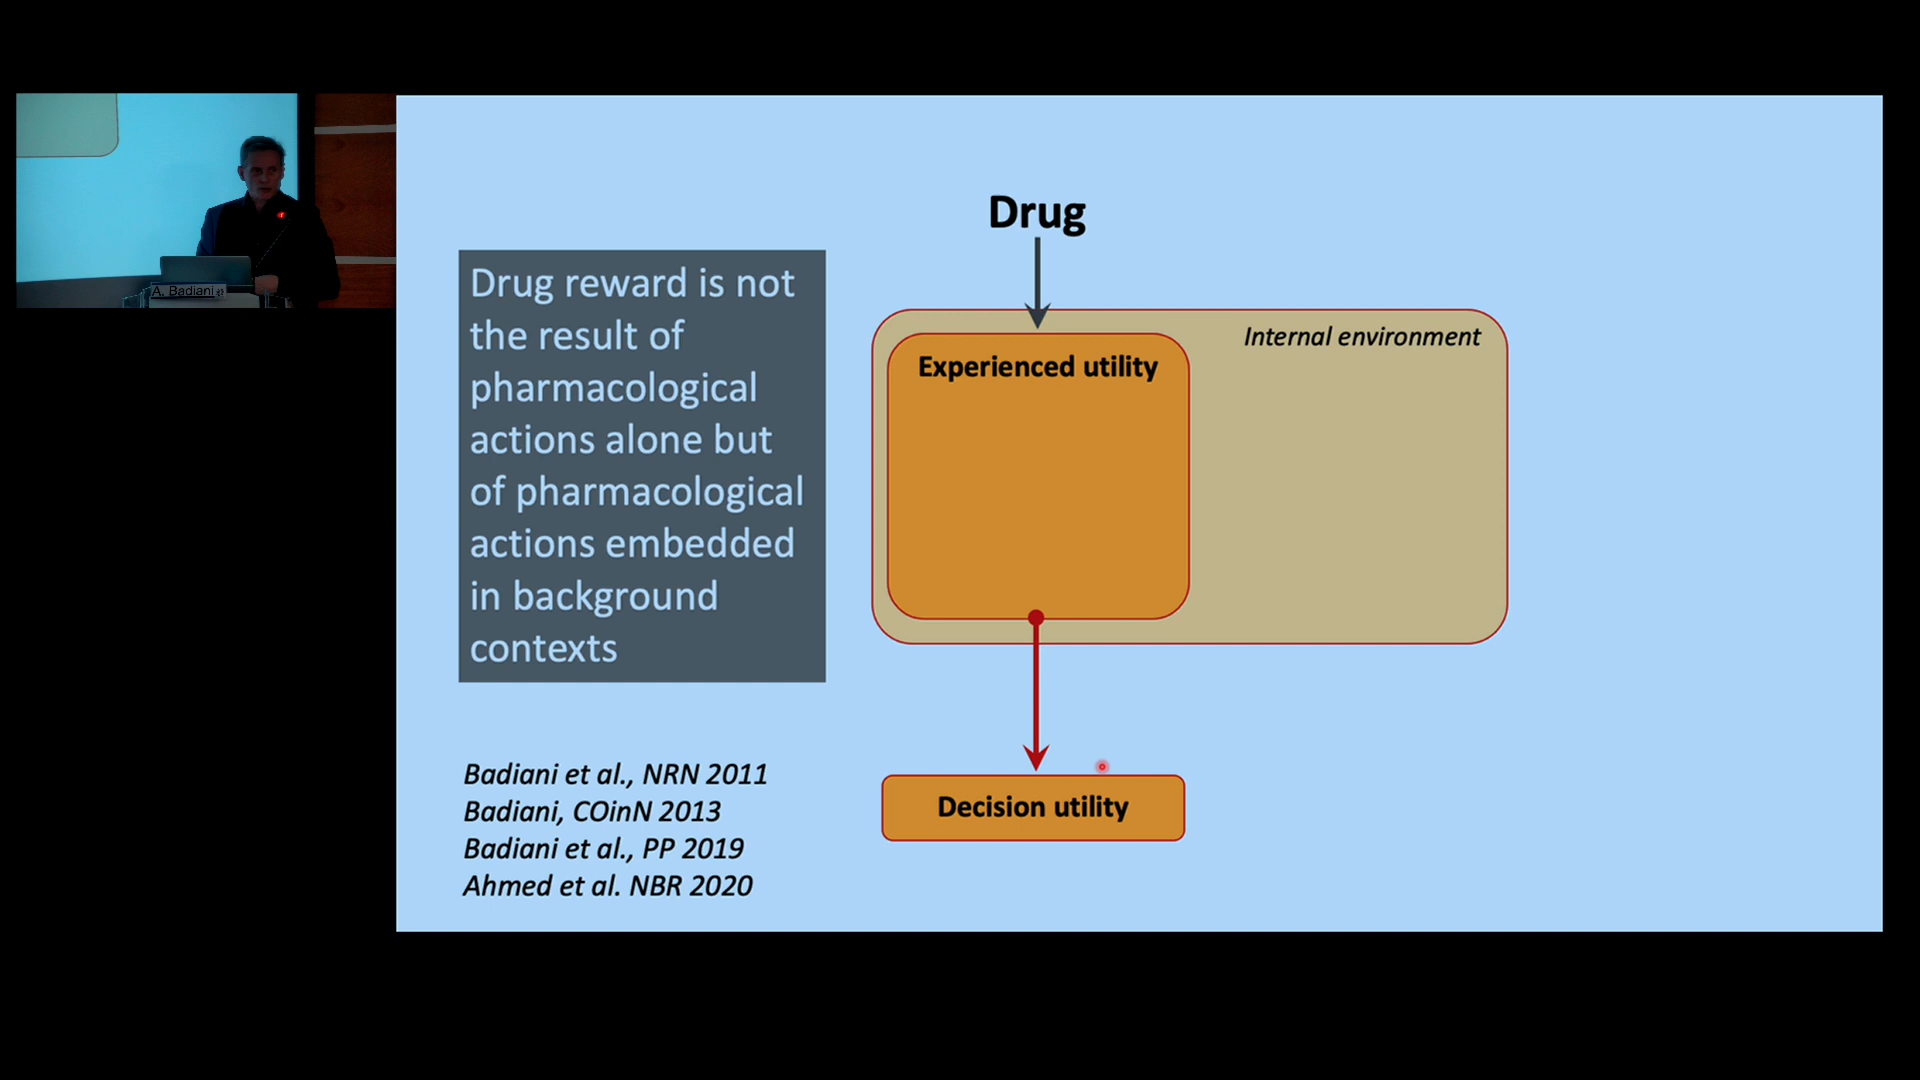 A. Badiani
Drug reward is not
the result of
pharmacological
actions alone but
of pharmacological
actions embedded
in background
contexts
Badiani et al., NRN 2011
Badiani, COinN 2013
Badiani et al., PP 2019
Ahmed et al. NBR 2020
Drug
Internal environment
Experienced utility
Decision utility